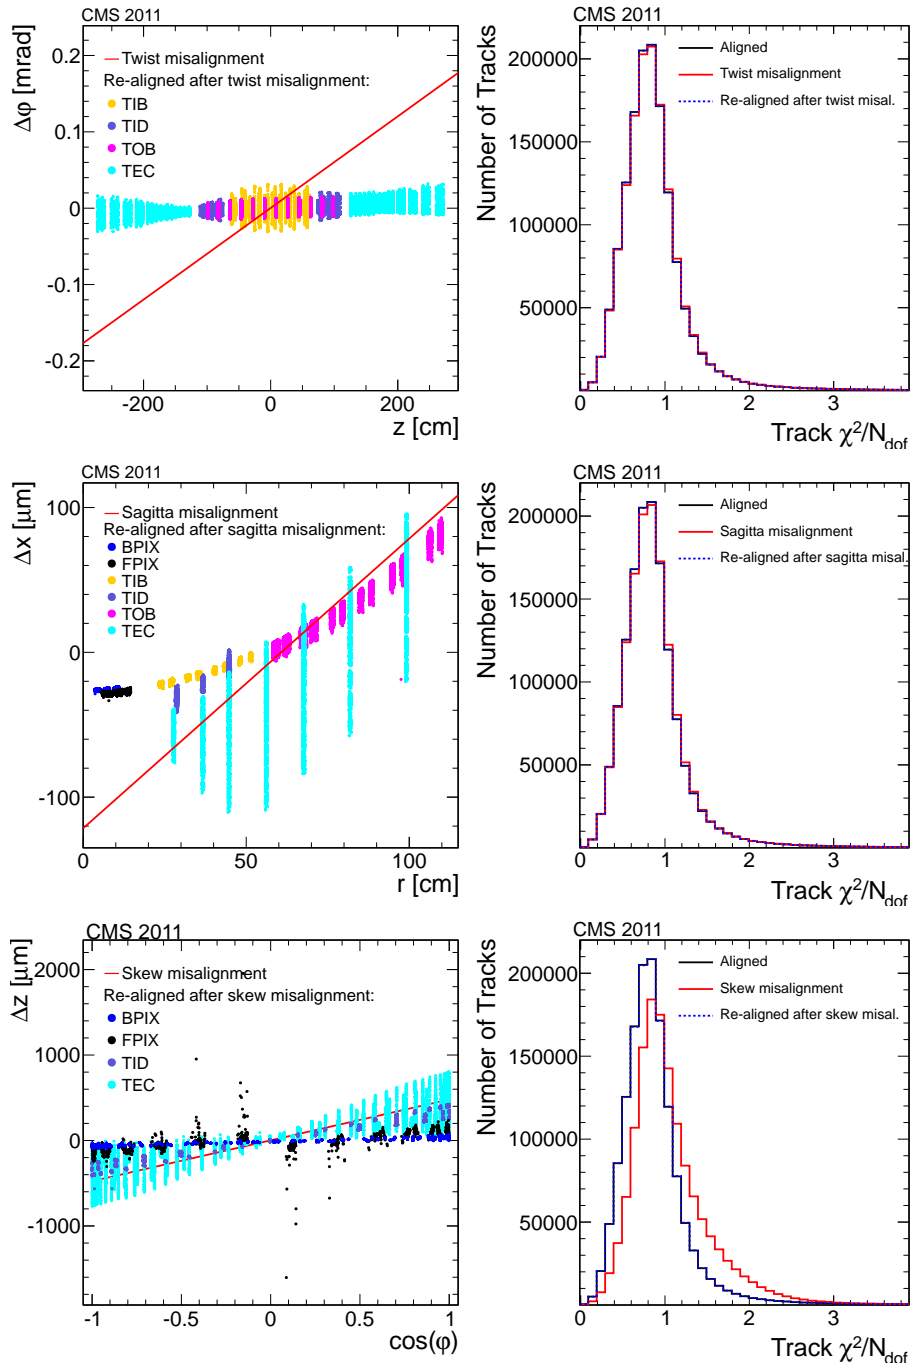 CMS 2011
Δφ [mrad]
0.2
0.1
0
-0.1
-0.2
Twist misalignment
Re-aligned after twist misalignment:
TIB
TID
TOB
TEC
-200 0 200
z [cm]
CMS 2011
Number of Tracks
200000
150000
100000
50000
Aligned
Twist misalignment
Re-aligned after twist misal.
0 1 2 3
Track χ²/N_dof
CMS 2011
Δx [μm]
100
0
-100
Sagitta misalignment
Re-aligned after sagitta misalignment:
BPIX
FPIX
TIB
TID
TOB
TEC
0 50 100
r [cm]
CMS 2011
Number of Tracks
200000
150000
100000
50000
Aligned
Sagitta misalignment
Re-aligned after sagitta misal.
0 1 2 3
Track χ²/N_dof
CMS 2011
Δz [μm]
2000
1000
0
-1000
Skew misalignment
Re-aligned after skew misalignment:
BPIX
FPIX
TID
TEC
-1 -0.5 0 0.5 1
cos(φ)
CMS 2011
Number of Tracks
200000
150000
100000
50000
Aligned
Skew misalignment
Re-aligned after skew misal.
0 1 2 3
Track χ²/N_dof